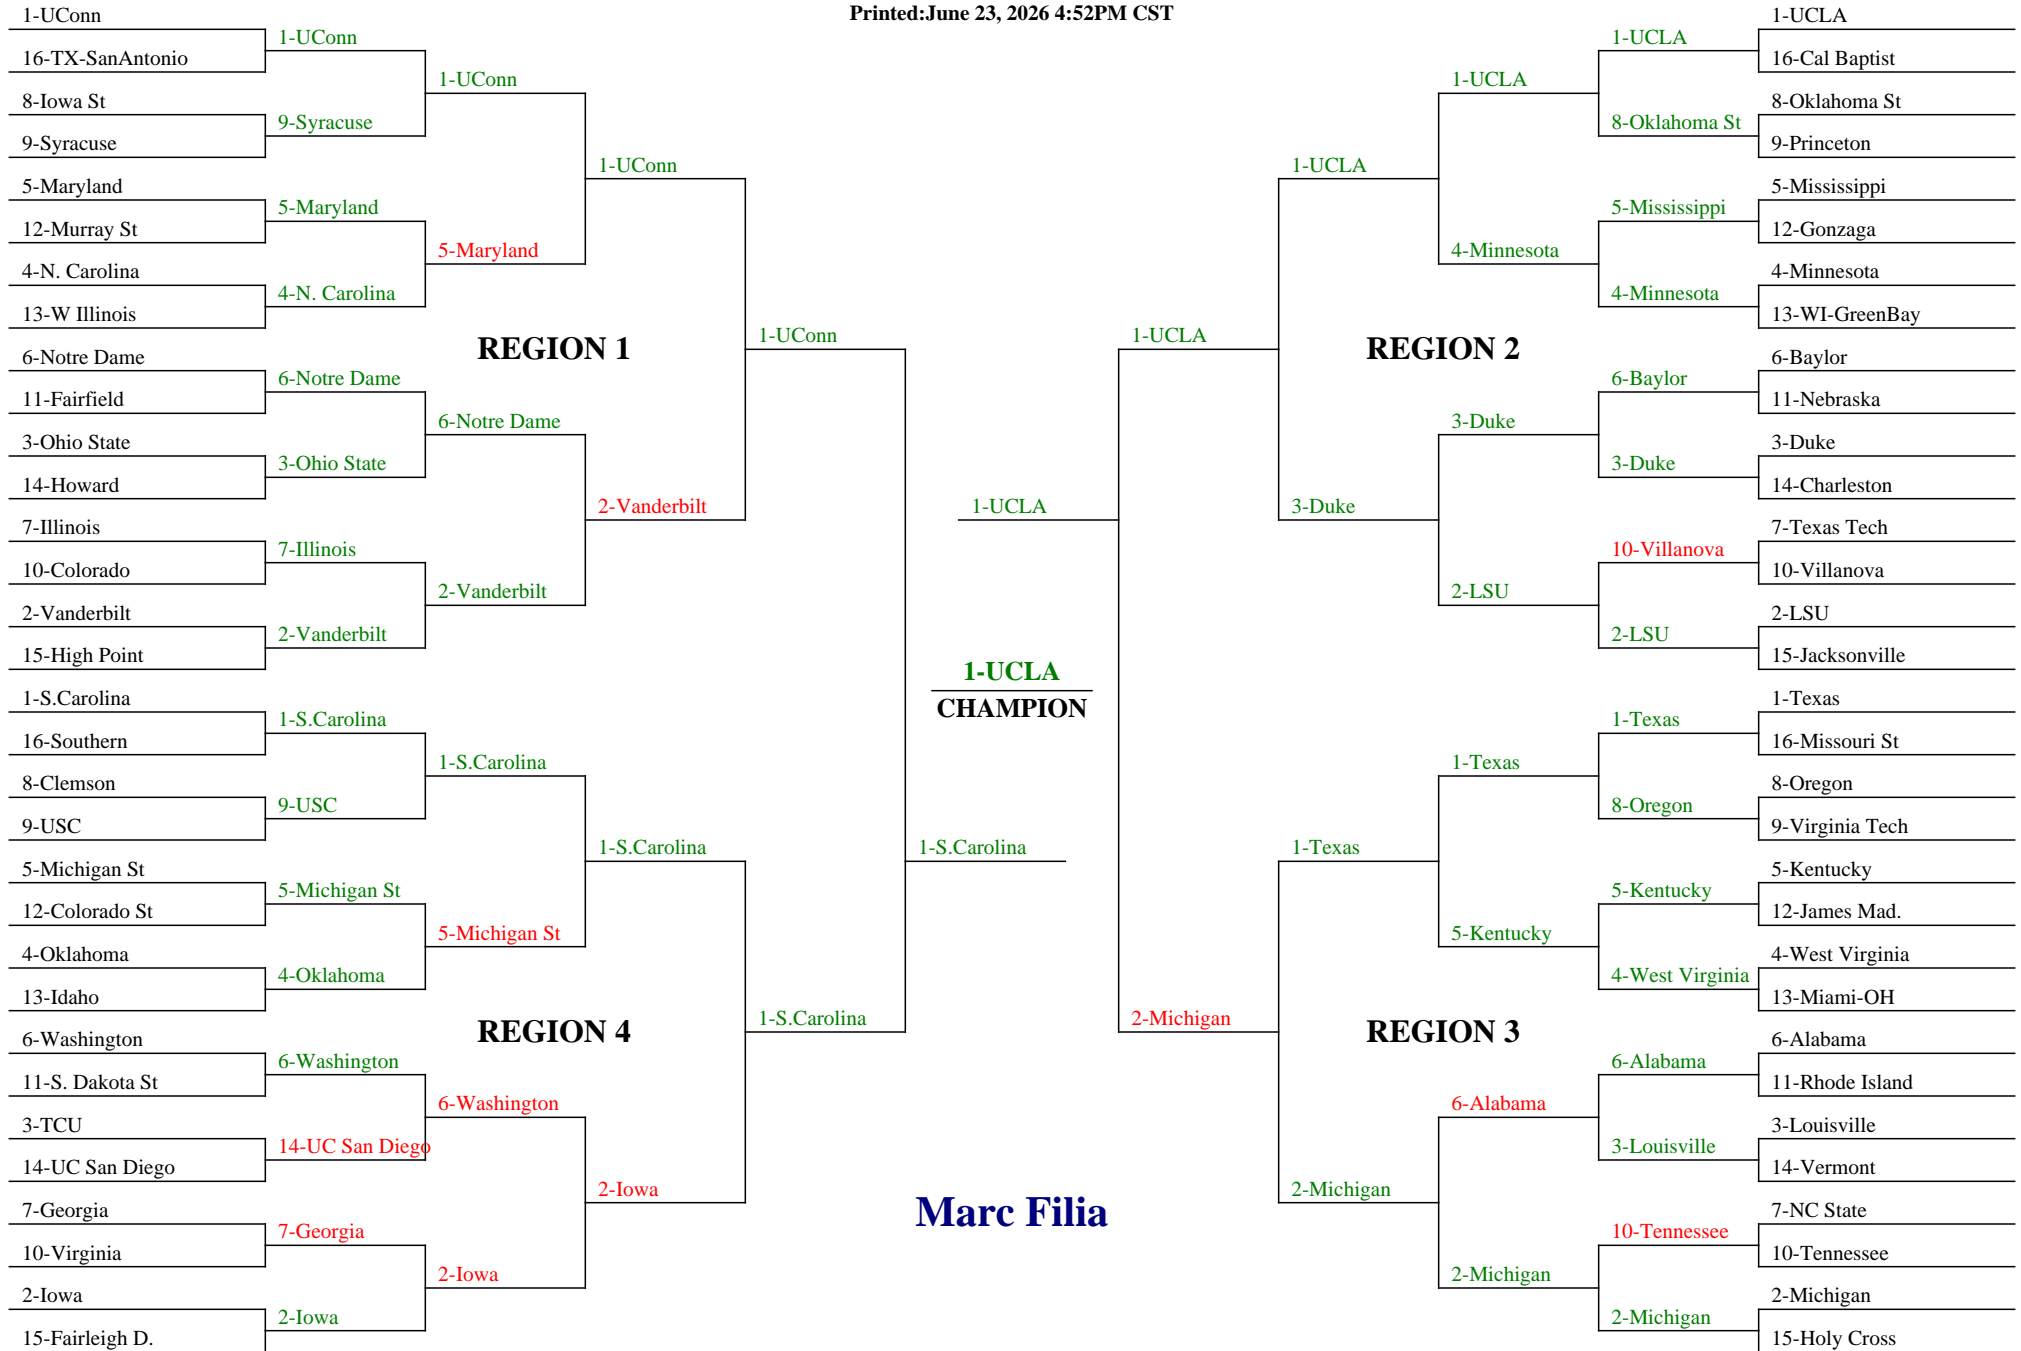 Printed:June 23, 2026 4:52PM CST
1-UConn
16-TX-SanAntonio
8-Iowa St
9-Syracuse
5-Maryland
12-Murray St
4-N. Carolina
13-W Illinois
6-Notre Dame
11-Fairfield
3-Ohio State
14-Howard
7-Illinois
10-Colorado
2-Vanderbilt
15-High Point
1-S.Carolina
16-Southern
8-Clemson
9-USC
5-Michigan St
12-Colorado St
4-Oklahoma
13-Idaho
6-Washington
11-S. Dakota St
3-TCU
14-UC San Diego
7-Georgia
10-Virginia
2-Iowa
15-Fairleigh D.
1-UConn
9-Syracuse
5-Maryland
4-N. Carolina
6-Notre Dame
3-Ohio State
7-Illinois
2-Vanderbilt
1-S.Carolina
9-USC
5-Michigan St
4-Oklahoma
6-Washington
14-UC San Diego
7-Georgia
2-Iowa
1-UConn
5-Maryland
6-Notre Dame
2-Vanderbilt
1-S.Carolina
5-Michigan St
6-Washington
2-Iowa
REGION 1
REGION 4
1-UConn
2-Vanderbilt
1-S.Carolina
2-Iowa
1-UConn
1-S.Carolina
1-S.Carolina
1-UCLA
1-UCLA
CHAMPION
Marc Filia
1-UCLA
2-Michigan
1-UCLA
3-Duke
1-Texas
2-Michigan
REGION 2
REGION 3
1-UCLA
4-Minnesota
3-Duke
2-LSU
1-Texas
5-Kentucky
6-Alabama
2-Michigan
1-UCLA
8-Oklahoma St
5-Mississippi
4-Minnesota
6-Baylor
3-Duke
10-Villanova
2-LSU
1-Texas
8-Oregon
5-Kentucky
4-West Virginia
6-Alabama
3-Louisville
10-Tennessee
2-Michigan
1-UCLA
16-Cal Baptist
8-Oklahoma St
9-Princeton
5-Mississippi
12-Gonzaga
4-Minnesota
13-WI-GreenBay
6-Baylor
11-Nebraska
3-Duke
14-Charleston
7-Texas Tech
10-Villanova
2-LSU
15-Jacksonville
1-Texas
16-Missouri St
8-Oregon
9-Virginia Tech
5-Kentucky
12-James Mad.
4-West Virginia
13-Miami-OH
6-Alabama
11-Rhode Island
3-Louisville
14-Vermont
7-NC State
10-Tennessee
2-Michigan
15-Holy Cross